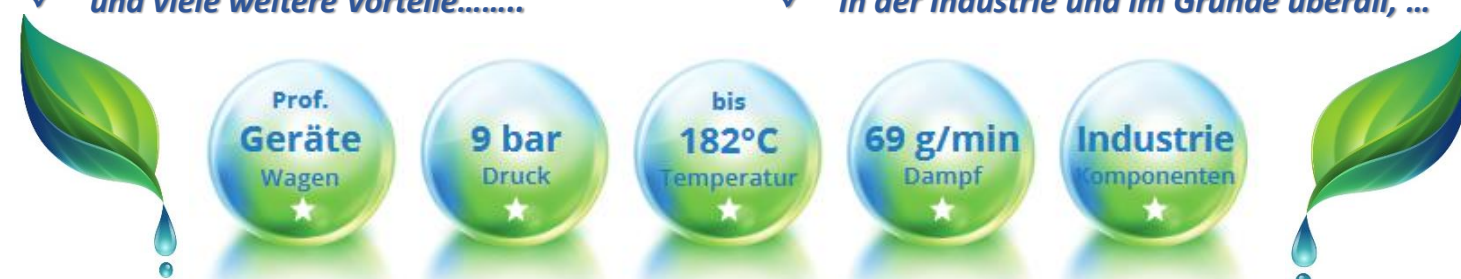 und viele weitere Vorteile........
in der Industrie und im Grunde überall, ...
Prof.
Geräte
Wagen
9 bar
Druck
bis
182°C
Temperatur
69 g/min
Dampf
Industrie
Komponenten